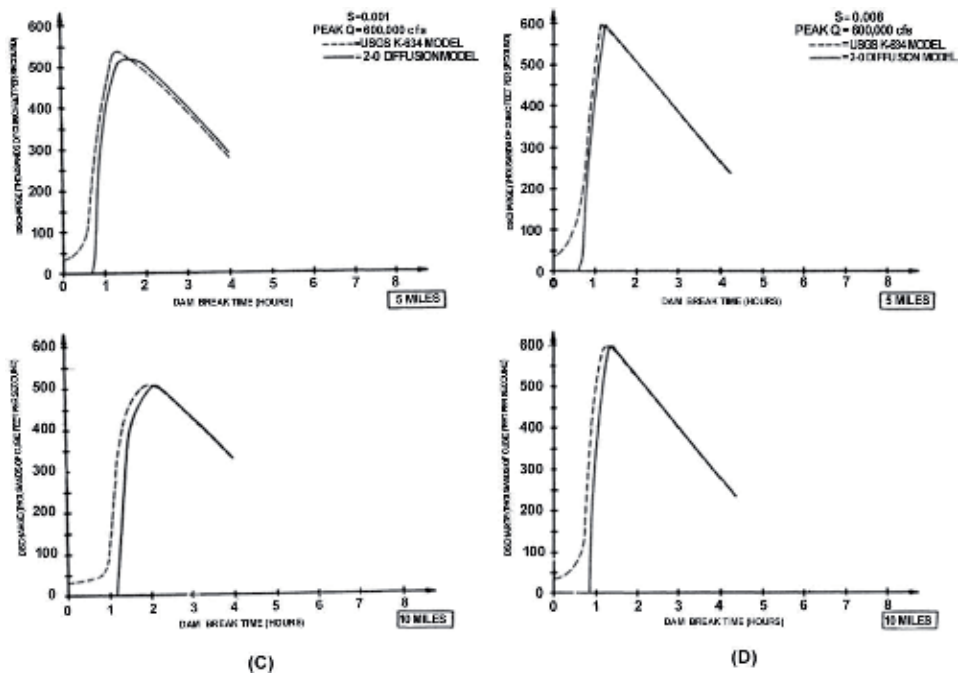 S=0.001
PEAK Q = 600,000 cfs
USGS K-634 MODEL
2-0 DIFFUSION MODEL
600
500
400
300
200
100
0
0 1 2 3 4 5 6 7 8
DAM BREAK TIME (HOURS)
5 MILES
S = 0.008
PEAK Q = 600,000 cfs
USGS K-634 MODEL
2-0 DIFFUSION MODEL
600
500
400
300
200
100
0
0 1 2 3 4 5 6 7 8
DAM BREAK TIME (HOURS)
5 MILES
600
500
400
300
200
100
0
0 1 2 3 4 5 6 7 8
DAM BREAK TIME (HOURS)
10 MILES
(C)
600
500
400
300
200
100
0
0 1 2 3 4 5 6 7 8
DAM BREAK TIME (HOURS)
10 MILES
(D)